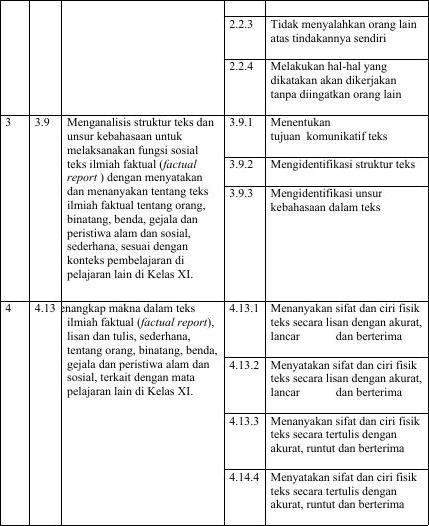 2.2.3 Tidak menyalahkan orang lain
atas tindakannya sendiri
2.2.4 Melakukan hal-hal yang
dikatakan akan dikerjakan
tanpa diingatkan orang lain
3 3.9 Menganalisis struktur teks dan
unsur kebahasaan untuk
melaksanakan fungsi sosial
teks ilmiah faktual (factual
report ) dengan menyatakan
dan menanyakan tentang teks
ilmiah faktual tentang orang,
binatang, benda, gejala dan
peristiwa alam dan sosial,
sederhana, sesuai dengan
konteks pembelajaran di
pelajaran lain di Kelas XI.
3.9.1 Menentukan
tujuan komunikatif teks
3.9.2 Mengidentifikasi struktur teks
3.9.3 Mengidentifikasi unsur
kebahasaan dalam teks
4 4.13 enangkap makna dalam teks
ilmiah faktual (factual report),
lisan dan tulis, sederhana,
tentang orang, binatang, benda,
gejala dan peristiwa alam dan
sosial, terkait dengan mata
pelajaran lain di Kelas XI.
4.13.1 Menanyakan sifat dan ciri fisik
teks secara lisan dengan akurat,
lancar dan berterima
4.13.2 Menyatakan sifat dan ciri fisik
teks secara lisan dengan akurat,
lancar dan berterima
4.13.3 Menanyakan sifat dan ciri fisik
teks secara tertulis dengan
akurat, runtut dan berterima
4.14.4 Menyatakan sifat dan ciri fisik
teks secara tertulis dengan
akurat, runtut dan berterima